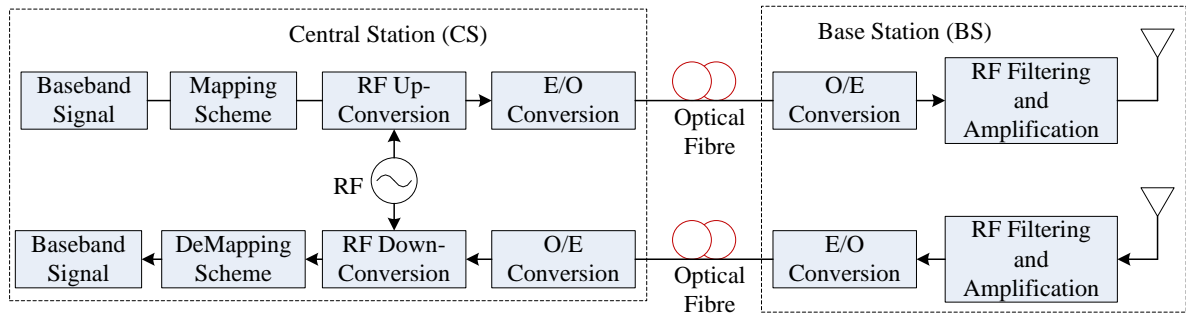 Central Station (CS)
Base Station (BS)
Baseband
Signal
Mapping
Scheme
RF Up-
Conversion
E/O
Conversion
Optical
Fibre
O/E
Conversion
RF Filtering
and
Amplification
RF
Baseband
Signal
DeMapping
Scheme
RF Down-
Conversion
O/E
Conversion
Optical
Fibre
E/O
Conversion
RF Filtering
and
Amplification